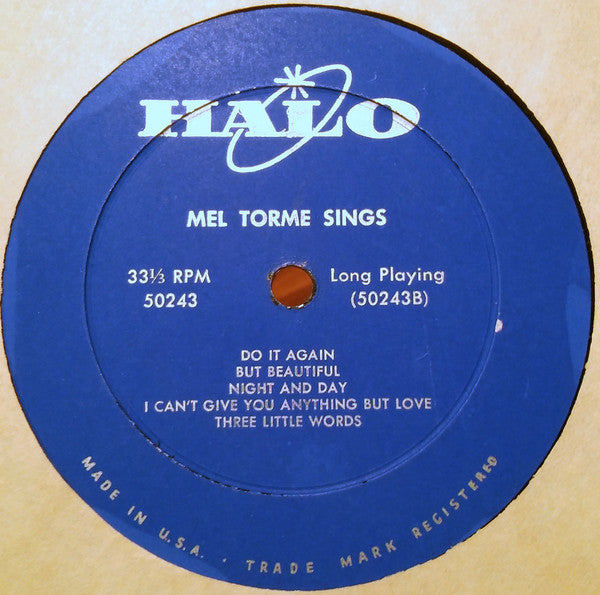 HALO
MEL TORME SINGS
33⅓ RPM
50243
Long Playing
(50243B)
DO IT AGAIN
BUT BEAUTIFUL
NIGHT AND DAY
I CAN'T GIVE YOU ANYTHING BUT LOVE
THREE LITTLE WORDS
MADE IN U.S.A. · TRADE MARK REGISTERED